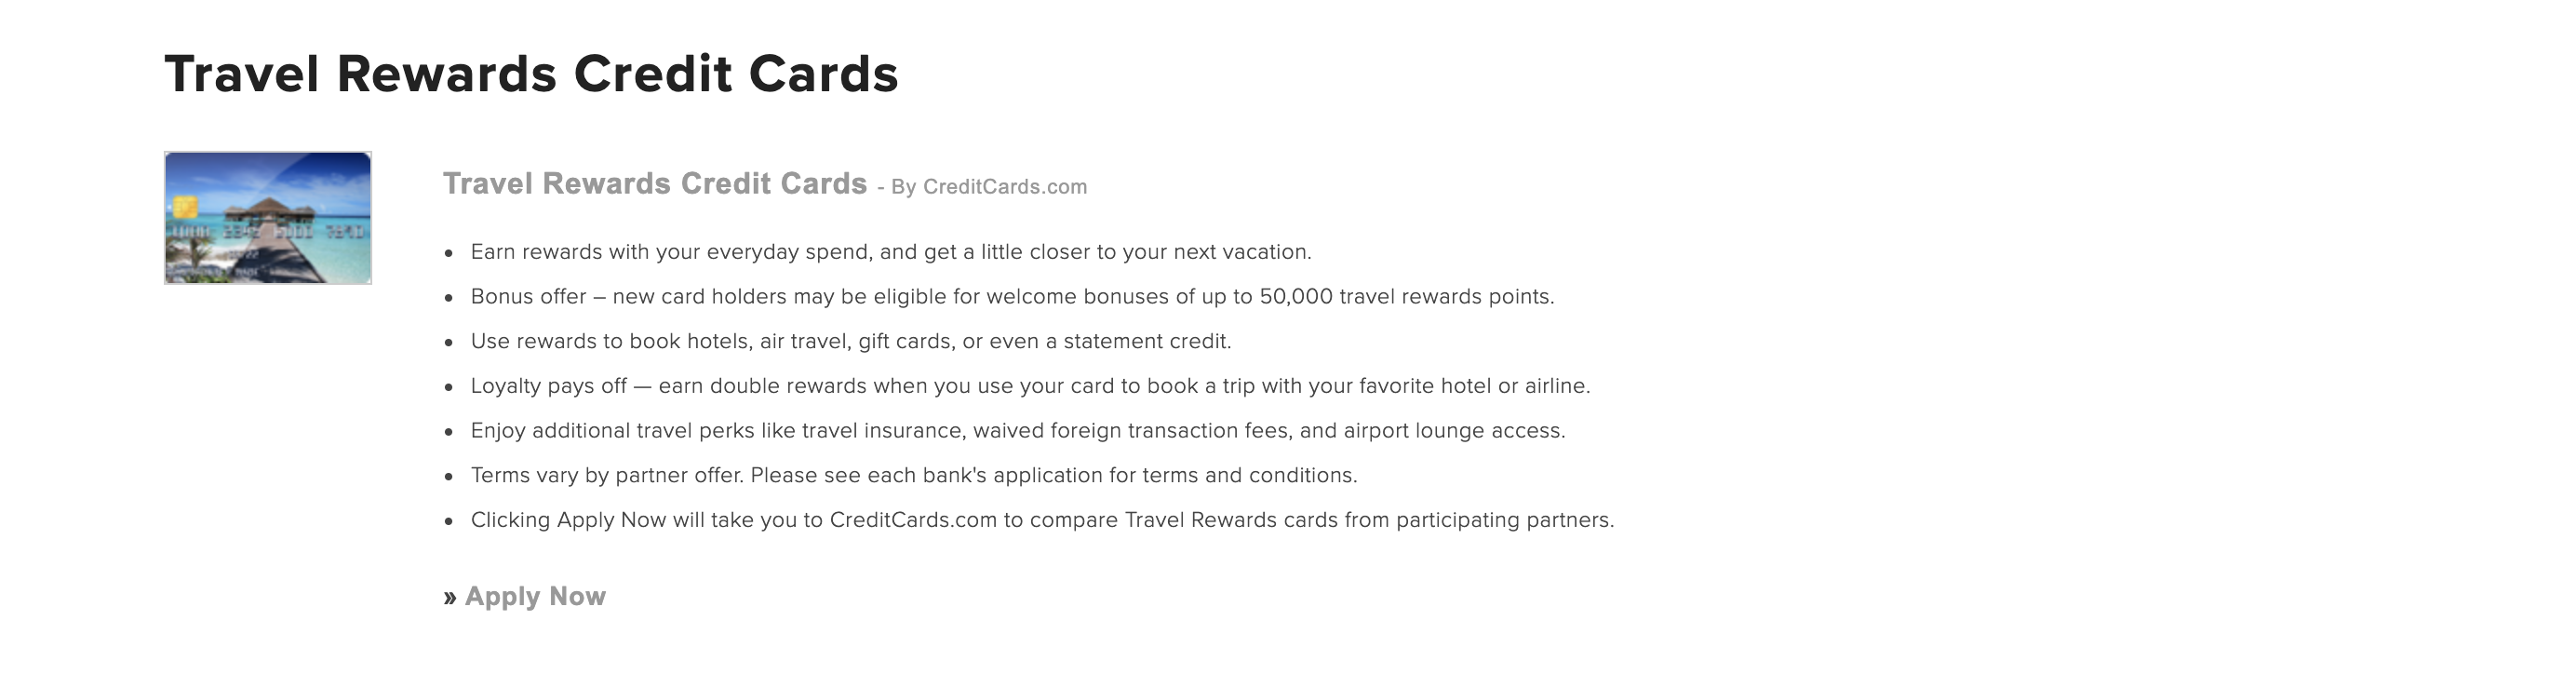 Travel Rewards Credit Cards
Travel Rewards Credit Cards - By CreditCards.com
• Earn rewards with your everyday spend, and get a little closer to your next vacation.
• Bonus offer – new card holders may be eligible for welcome bonuses of up to 50,000 travel rewards points.
• Use rewards to book hotels, air travel, gift cards, or even a statement credit.
• Loyalty pays off — earn double rewards when you use your card to book a trip with your favorite hotel or airline.
• Enjoy additional travel perks like travel insurance, waived foreign transaction fees, and airport lounge access.
• Terms vary by partner offer. Please see each bank's application for terms and conditions.
• Clicking Apply Now will take you to CreditCards.com to compare Travel Rewards cards from participating partners.
» Apply Now